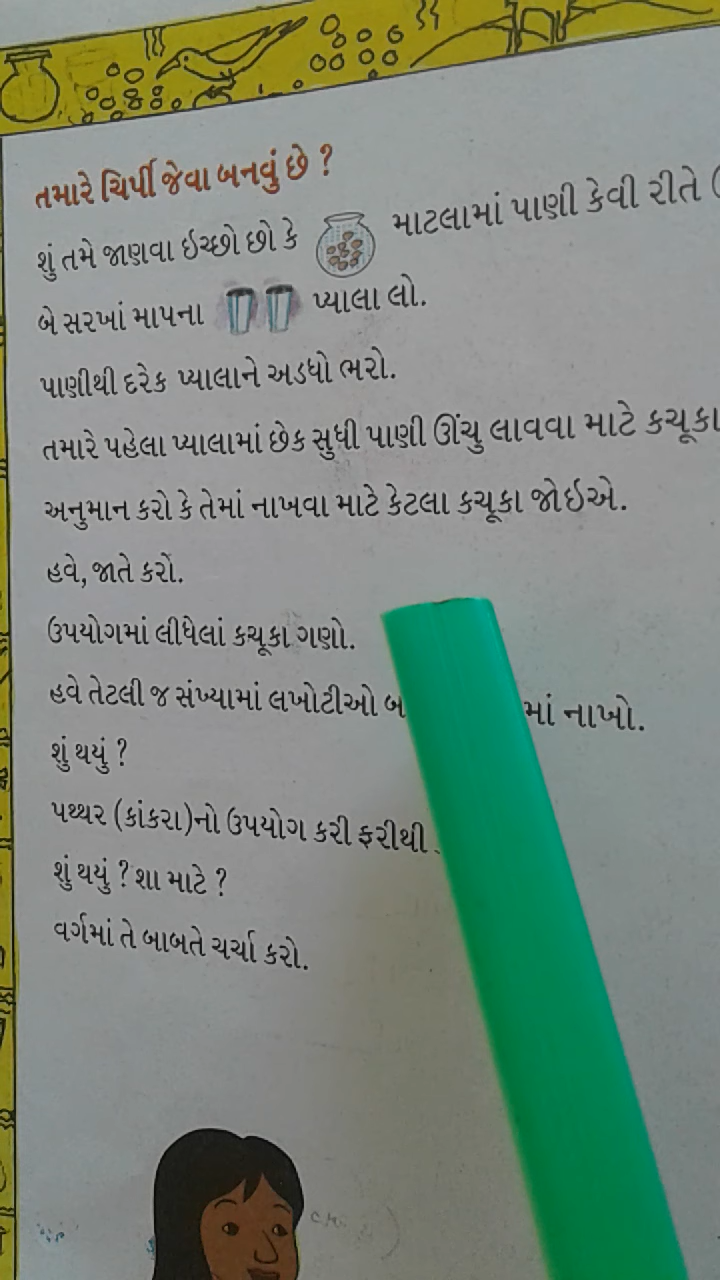 તમારે ચિર્પી જેવા બનવું છે ?
શું તમે જાણવા ઇચ્છો છો કે માટલામાં પાણી કેવી રીતે (
બે સરખાં માપના પ્યાલા લો.
પાણીથી દરેક પ્યાલાને અડધો ભરો.
તમારે પહેલા પ્યાલામાં છેક સુધી પાણી ઊંચુ લાવવા માટે કચૂકા
અનુમાન કરો કે તેમાં નાખવા માટે કેટલા કચૂકા જોઇએ.
હવે, જાતે કરો.
ઉપયોગમાં લીધેલાં કચૂકા ગણો.
હવે તેટલી જ સંખ્યામાં લખોટીઓ માં નાખો.
શું થયું ?
પથ્થર (કાંકરા)નો ઉપયોગ કરી ફરીથી
શું થયું ? શા માટે ?
વર્ગમાં તે બાબતે ચર્ચા કરો.